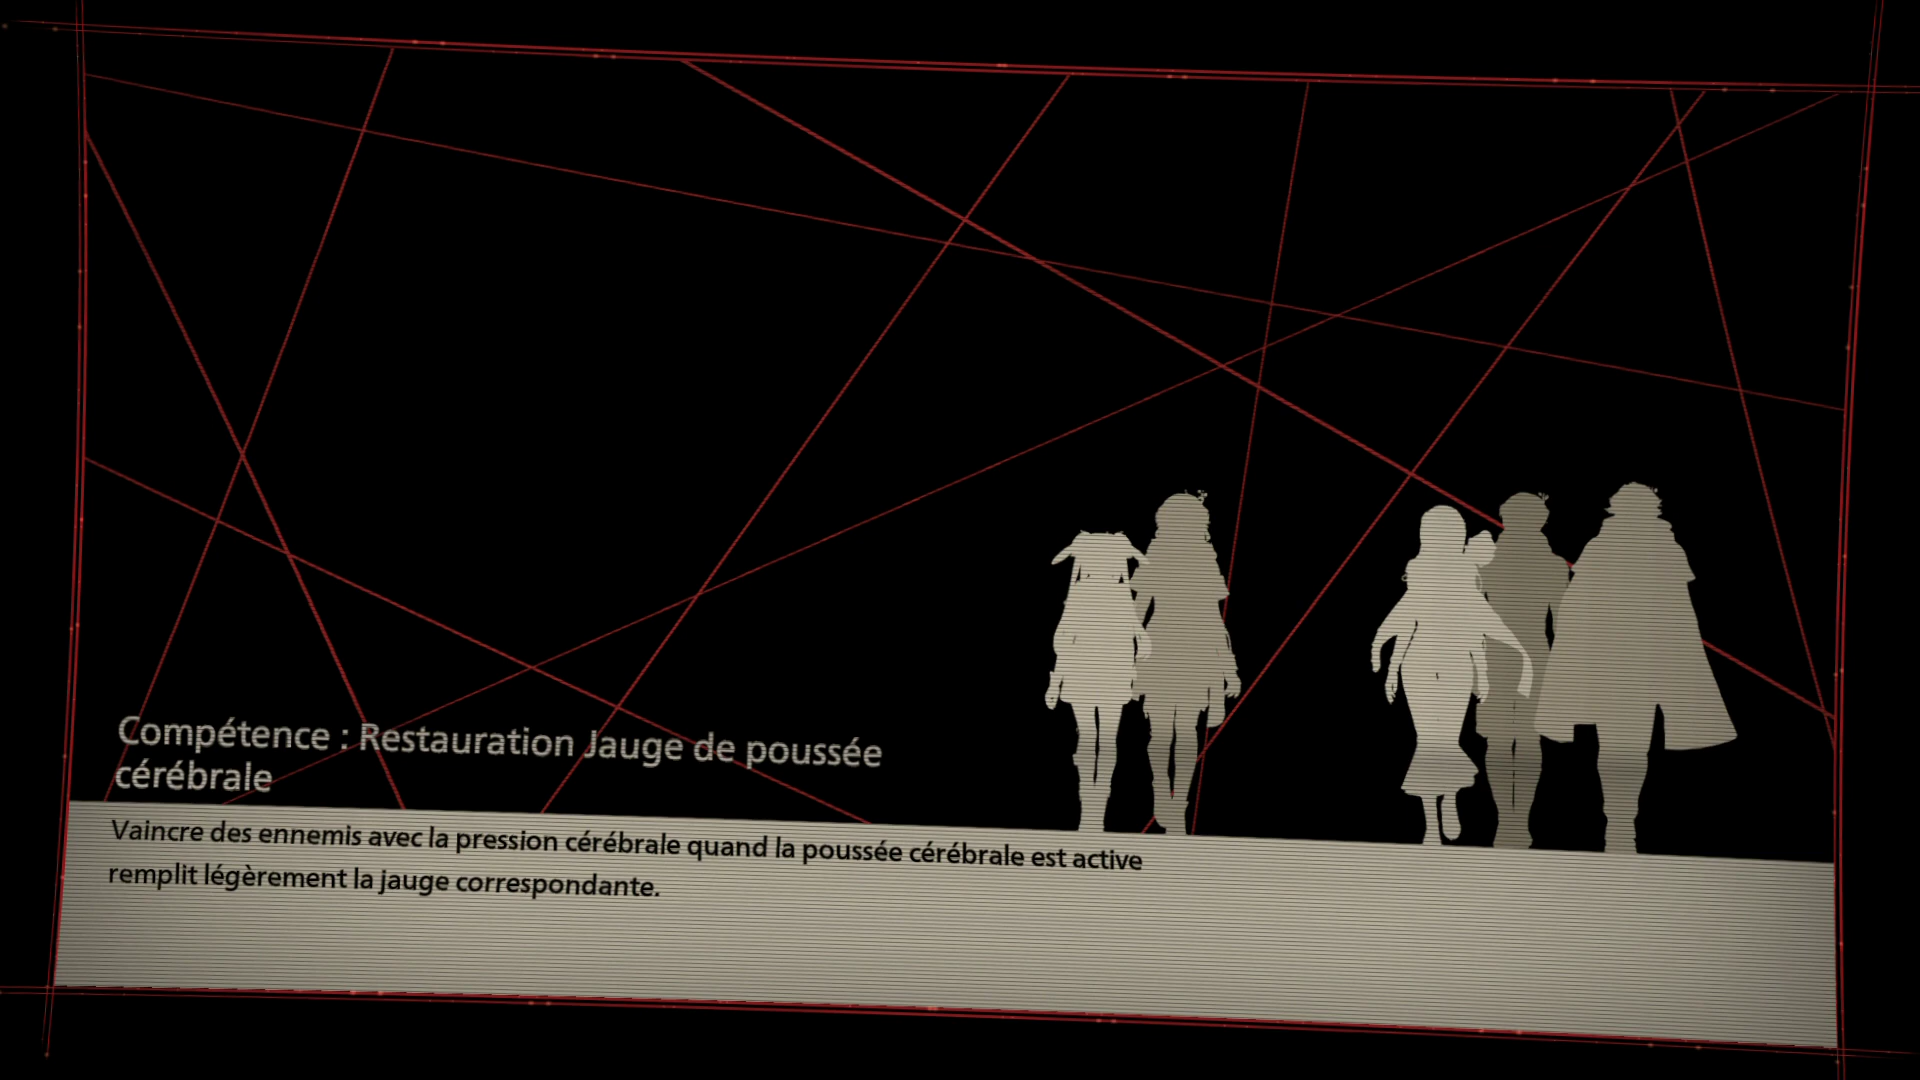 Compétence : Restauration Jauge de poussée
cérébrale
Vaincre des ennemis avec la pression cérébrale quand la poussée cérébrale est active
remplit légèrement la jauge correspondante.